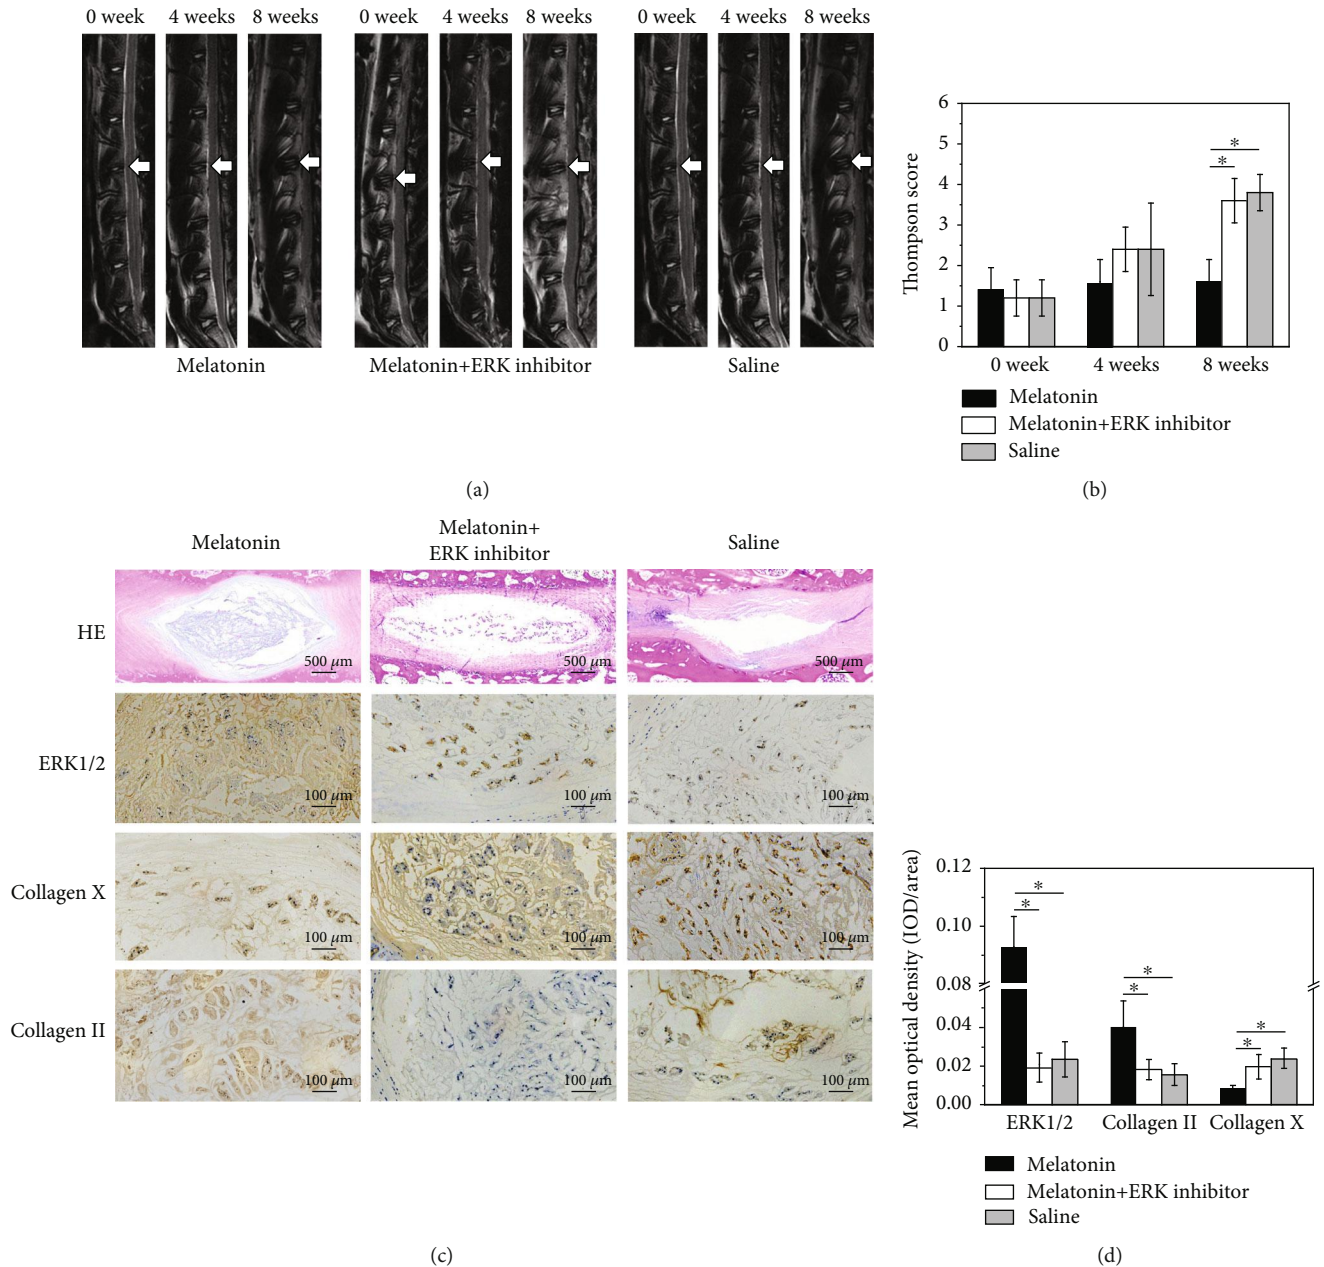 0 week 4 weeks 8 weeks 0 week 4 weeks 8 weeks 0 week 4 weeks 8 weeks
Melatonin Melatonin+ERK inhibitor Saline
(a)
6
5
4
3
2
1
0
Thompson score
* *
0 week 4 weeks 8 weeks
Melatonin
Melatonin+ERK inhibitor
Saline
(b)
Melatonin Melatonin+
ERK inhibitor Saline
HE 500 μm 500 μm 500 μm
ERK1/2 100 μm 100 μm 100 μm
Collagen X 100 μm 100 μm 100 μm
Collagen II 100 μm 100 μm 100 μm
(c)
0.12
0.10
0.08
0.04
0.02
0.00
Mean optical density (IOD/area)
* * * * * *
ERK1/2 Collagen II Collagen X
Melatonin
Melatonin+ERK inhibitor
Saline
(d)